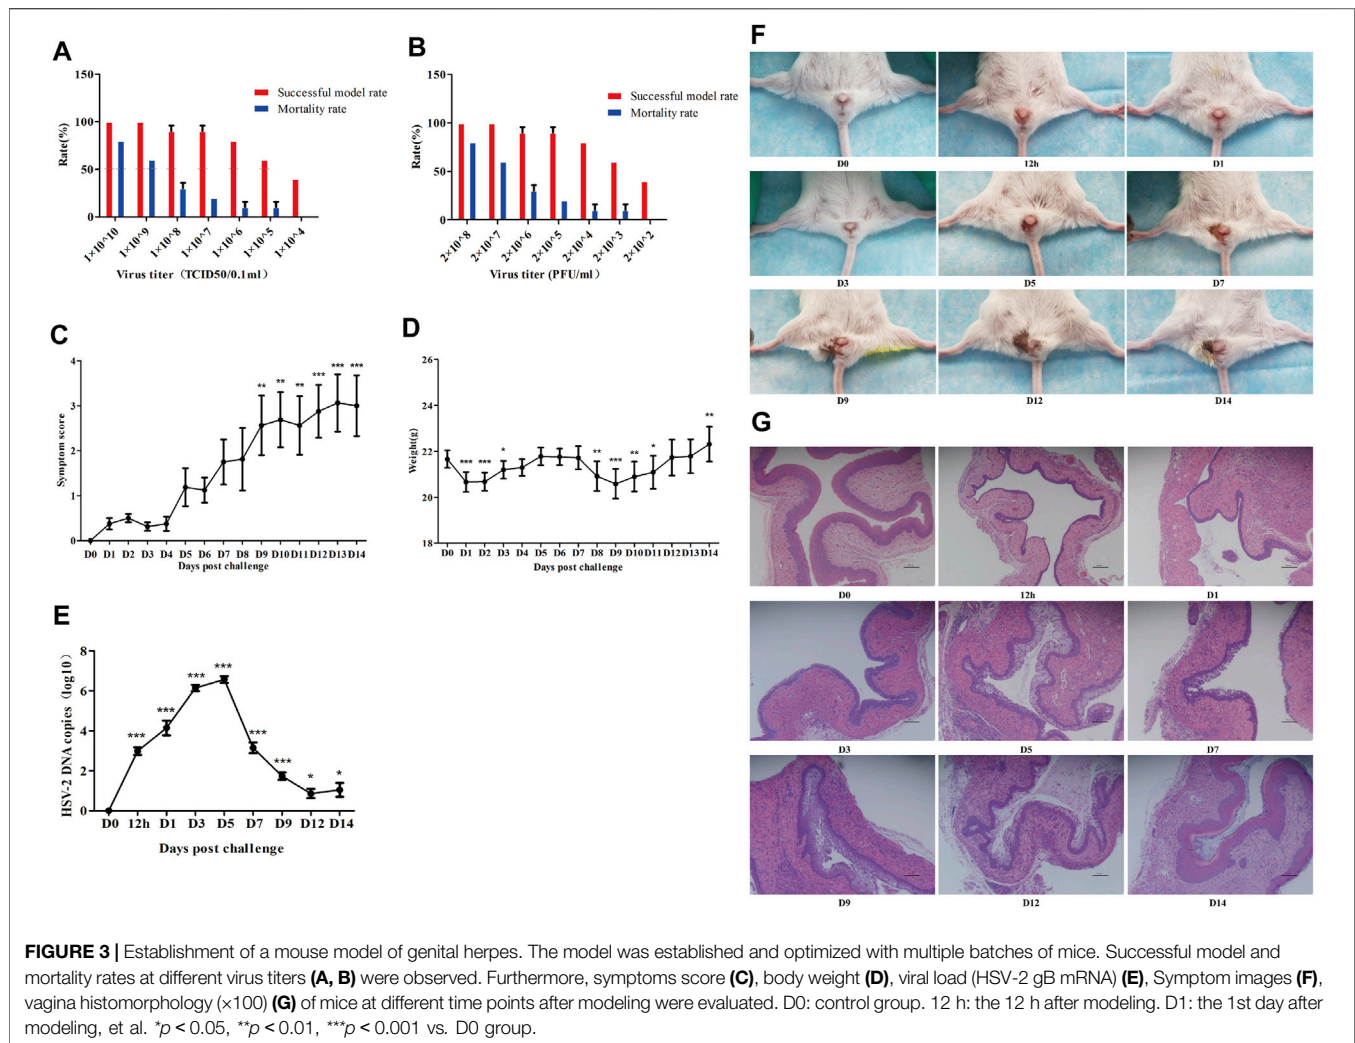 A
150
100
50
0
Rate(%)
Successful model rate
Mortality rate
1×10^10
1×10^9
1×10^8
1×10^7
1×10^6
1×10^5
1×10^4
Virus titer（TCID50/0.1ml）
B
150
100
50
0
Rate(%)
Successful model rate
Mortality rate
2×10^8
2×10^7
2×10^6
2×10^5
2×10^4
2×10^3
2×10^2
Virus titer (PFU/ml)
C
4
3
2
1
0
Symptom score
** ** ** *** *** ***
D0 D1 D2 D3 D4 D5 D6 D7 D8 D9 D10 D11 D12 D13 D14
Days post challenge
D
26
24
22
20
18
Weight(g)
*** *** * ** *** ** * **
D0 D1 D2 D3 D4 D5 D6 D7 D8 D9 D10 D11 D12 D13 D14
Days post challenge
E
8
6
4
2
0
HSV-2 DNA copies（log10）
*** *** *** *** *** *** * *
D0 12h D1 D3 D5 D7 D9 D12 D14
Days post challenge
F
D0 12h D1
D3 D5 D7
D9 D12 D14
G
D0 12h D1
D3 D5 D7
D9 D12 D14
FIGURE 3 | Establishment of a mouse model of genital herpes. The model was established and optimized with multiple batches of mice. Successful model and
mortality rates at different virus titers (A, B) were observed. Furthermore, symptoms score (C), body weight (D), viral load (HSV-2 gB mRNA) (E), Symptom images (F),
vagina histomorphology (×100) (G) of mice at different time points after modeling were evaluated. D0: control group. 12 h: the 12 h after modeling. D1: the 1st day after
modeling, et al. *p < 0.05, **p < 0.01, ***p < 0.001 vs. D0 group.